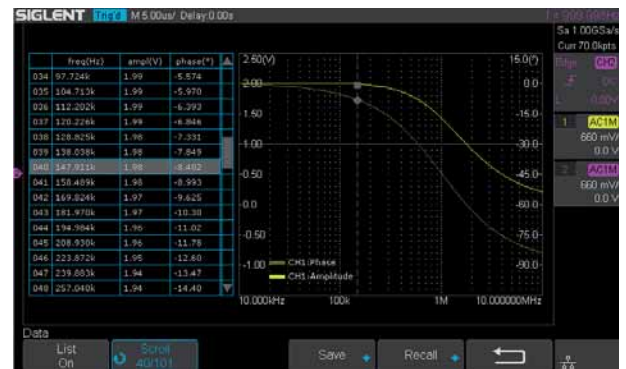 SIGLENT Trig'd M 5.00us/ Delay:0.00s f = 999.998Hz
Sa 1.00GSa/s
Curr 70.0kpts
Edge CH2
DC
L 0.00V
1 AC1M
660 mV/
0.0 V
2 AC1M
660 mV/
0.0 V
freq(Hz) ampl(V) phase(°)
034 97.724k 1.99 -5.574
035 104.713k 1.99 -5.970
036 112.202k 1.99 -6.393
037 120.226k 1.99 -6.846
038 128.825k 1.98 -7.331
039 138.038k 1.98 -7.849
040 147.911k 1.98 -8.402
041 158.489k 1.98 -8.993
042 169.824k 1.97 -9.625
043 181.970k 1.97 -10.30
044 194.984k 1.96 -11.02
045 208.930k 1.96 -11.78
046 223.872k 1.95 -12.60
047 239.883k 1.94 -13.47
048 257.040k 1.94 -14.40
2.50(V) 15.0(°)
2.00 0.0
1.50 -15.0
1.00 -30.0
0.50 -45.0
0.0 -60.0
-0.50 -75.0
-1.00 -90.0
CH1:Phase
CH1:Amplitude
10.000kHz 100k 1M 10.000000MHz
Data
List
On
Scroll
40/101
Save
Recall